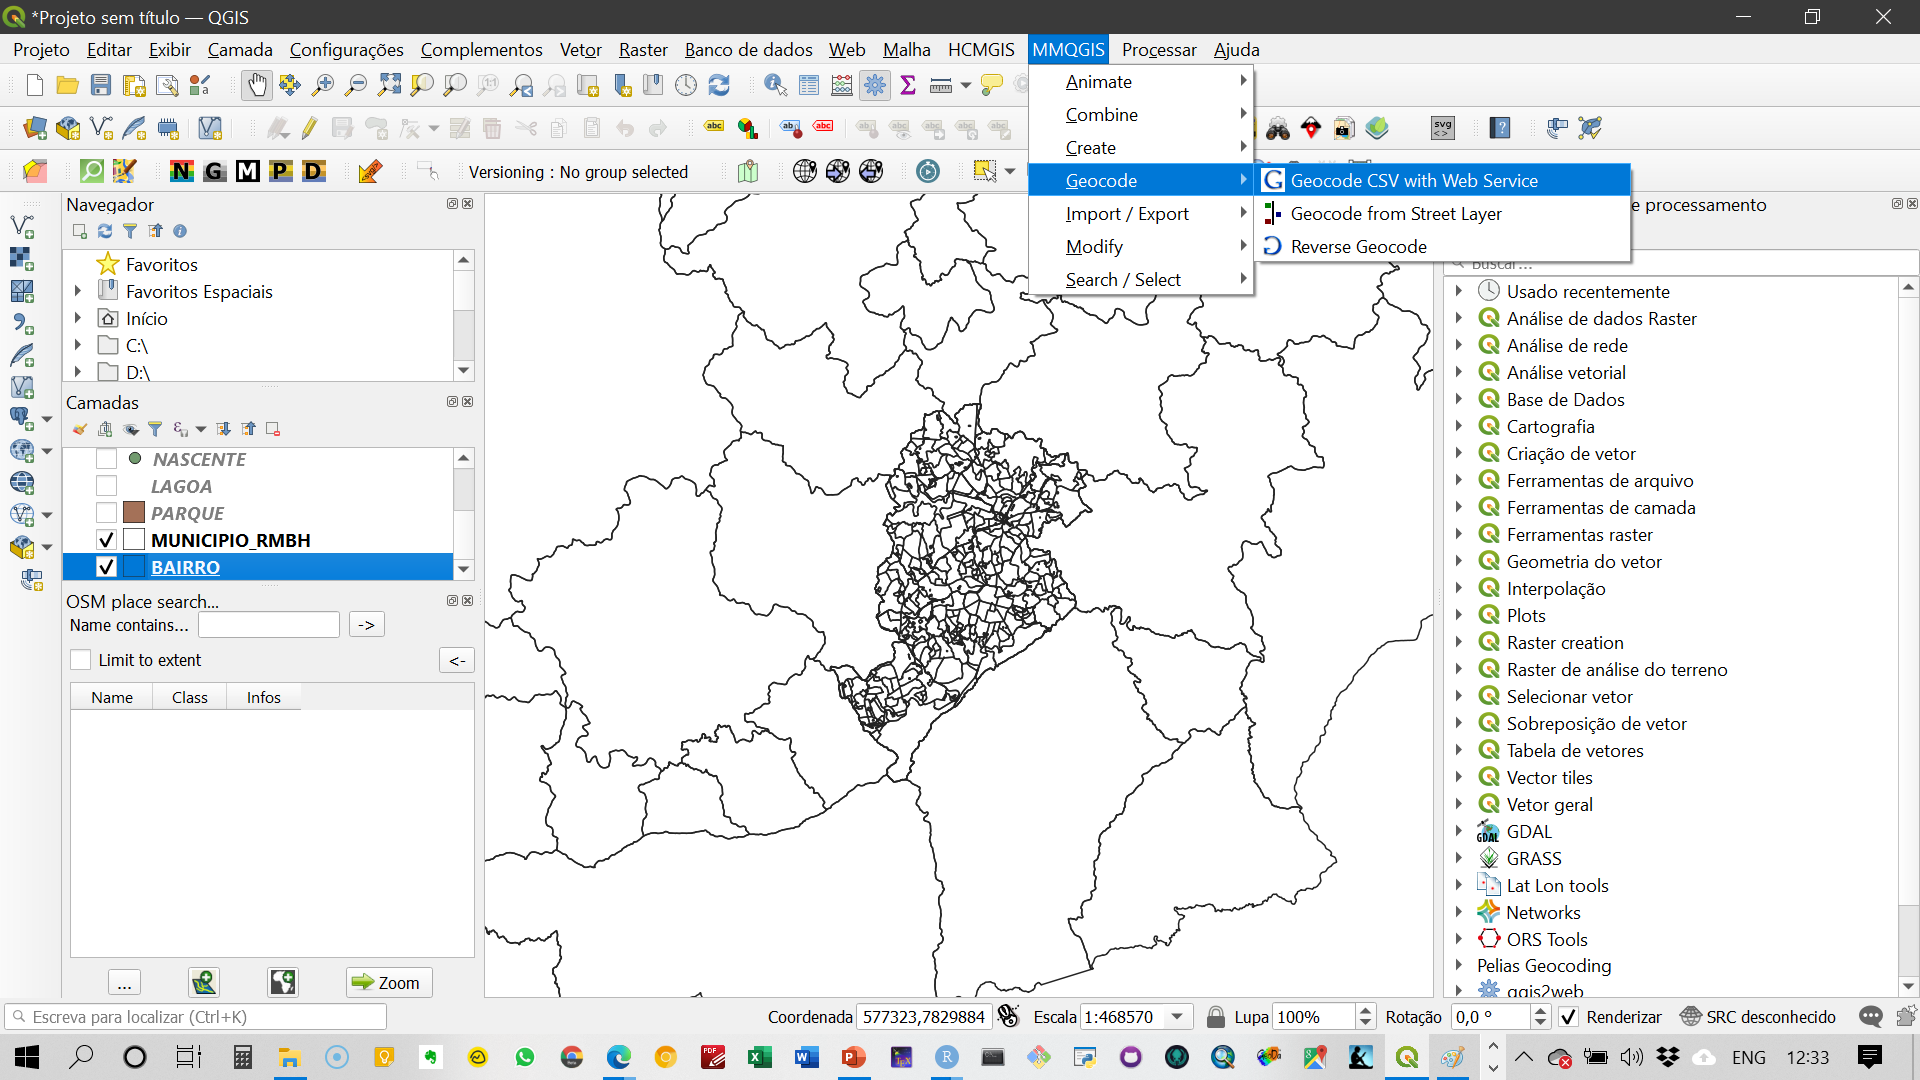 *Projeto sem título — QGIS
Projeto Editar Exibir Camada Configurações Complementos Vetor Raster Banco de dados Web Malha HCMGIS MMQGIS Processar Ajuda
Animate
Combine
Create
Geocode
Import / Export
Modify
Search / Select
Geocode CSV with Web Service
Geocode from Street Layer
Reverse Geocode
abc abc abc
svg
N G M P D
Versioning : No group selected
Navegador
Favoritos
Favoritos Espaciais
Início
C:\
D:\
Camadas
NASCENTE
LAGOA
PARQUE
MUNICIPIO_RMBH
BAIRRO
OSM place search...
Name contains... ->
Limit to extent <-
Name Class Infos
... Zoom
e processamento
Usado recentemente
Análise de dados Raster
Análise de rede
Análise vetorial
Base de Dados
Cartografia
Criação de vetor
Ferramentas de arquivo
Ferramentas de camada
Ferramentas raster
Geometria do vetor
Interpolação
Plots
Raster creation
Raster de análise do terreno
Selecionar vetor
Sobreposição de vetor
Tabela de vetores
Vector tiles
Vetor geral
GDAL
GRASS
Lat Lon tools
Networks
ORS Tools
Pelias Geocoding
qgis2web
Escreva para localizar (Ctrl+K) Coordenada 577323,7829884 Escala 1:468570 Lupa 100% Rotação 0,0 ° Renderizar SRC desconhecido
ENG 12:33